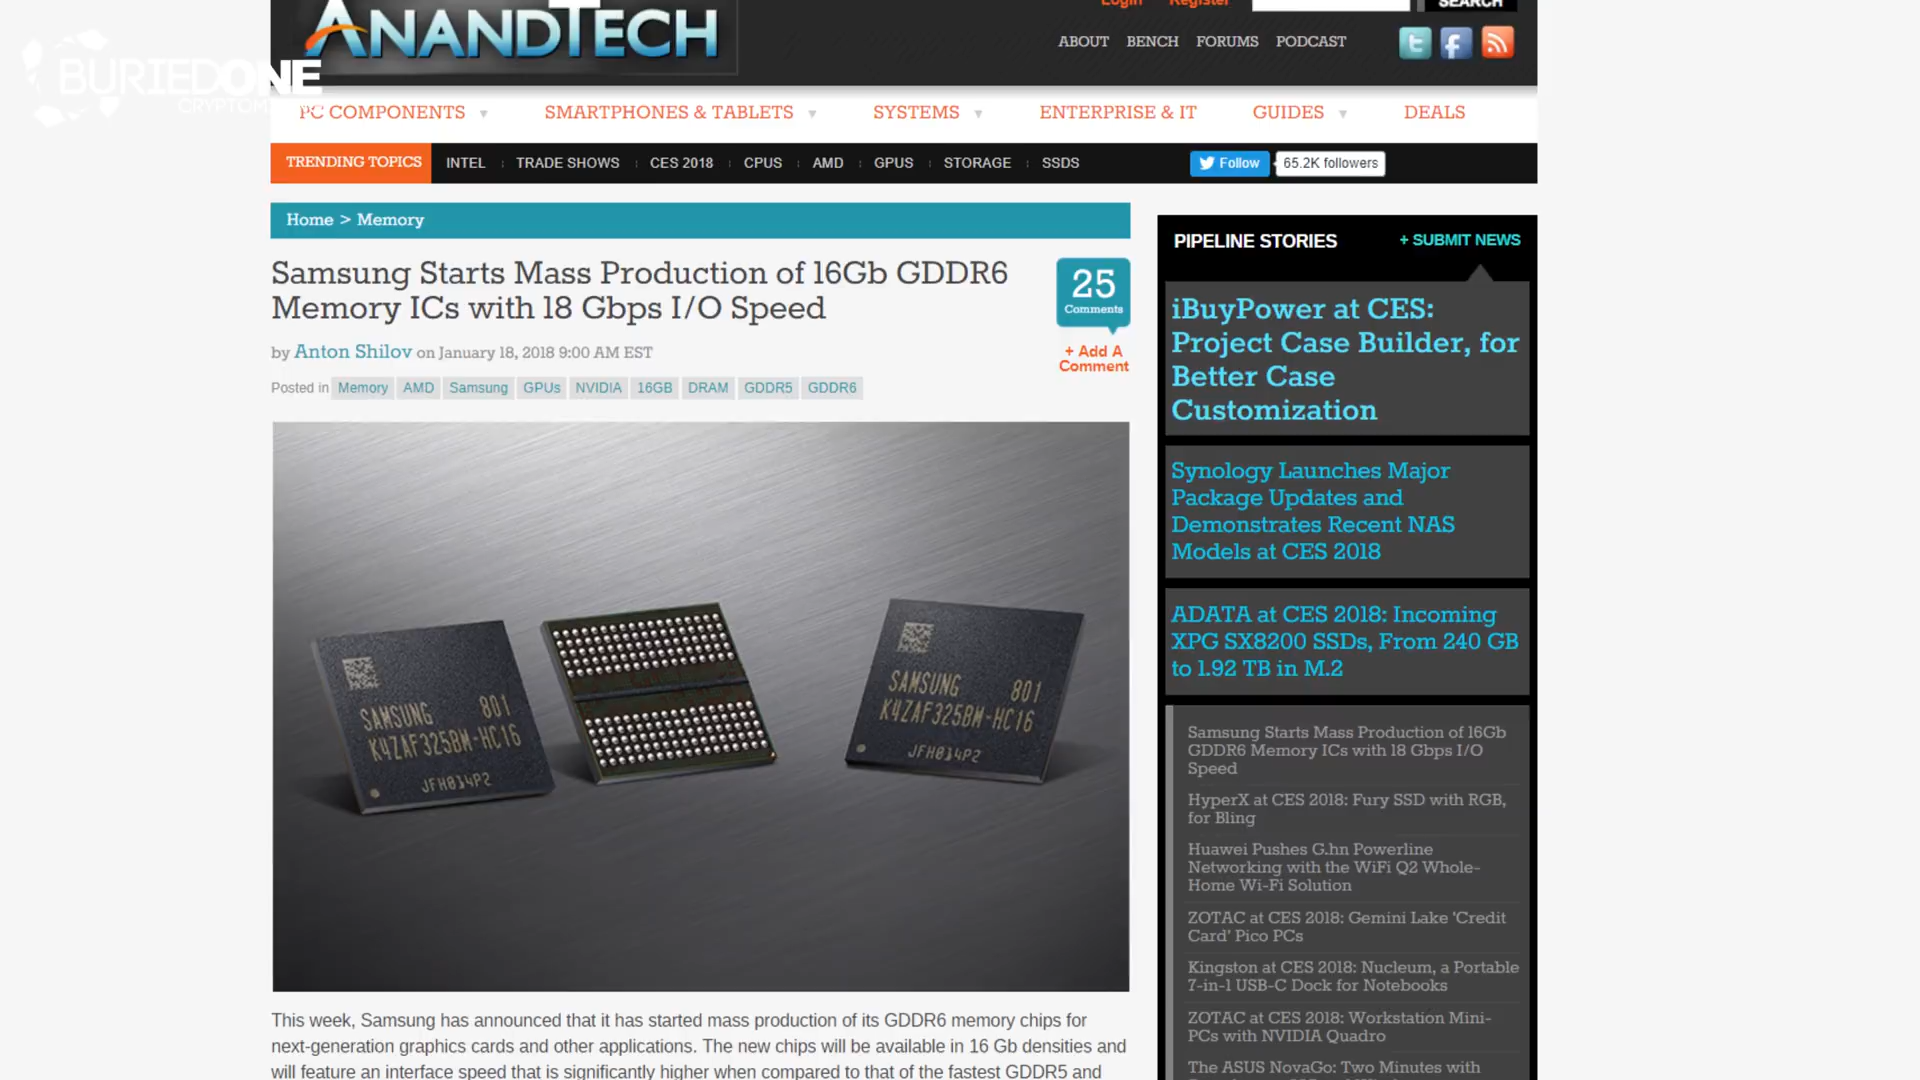 ANANDTECH
Login Register SEARCH
ABOUT BENCH FORUMS PODCAST
BURIEDONE
PC COMPONENTS SMARTPHONES & TABLETS SYSTEMS ENTERPRISE & IT GUIDES DEALS
TRENDING TOPICS INTEL TRADE SHOWS CES 2018 CPUS AMD GPUS STORAGE SSDS Follow 65.2K followers
Home > Memory
Samsung Starts Mass Production of 16Gb GDDR6
Memory ICs with 18 Gbps I/O Speed
by Anton Shilov on January 18, 2018 9:00 AM EST
Posted in Memory AMD Samsung GPUs NVIDIA 16GB DRAM GDDR5 GDDR6
25
Comments
+ Add A
Comment
SAMSUNG 801
K4ZAF325BM-HC16
JFH014P2
SAMSUNG 801
K4ZAF325BM-HC16
JFH014P2
This week, Samsung has announced that it has started mass production of its GDDR6 memory chips for
next-generation graphics cards and other applications. The new chips will be available in 16 Gb densities and
will feature an interface speed that is significantly higher when compared to that of the fastest GDDR5 and
PIPELINE STORIES + SUBMIT NEWS
iBuyPower at CES:
Project Case Builder, for
Better Case
Customization
Synology Launches Major
Package Updates and
Demonstrates Recent NAS
Models at CES 2018
ADATA at CES 2018: Incoming
XPG SX8200 SSDs, From 240 GB
to 1.92 TB in M.2
Samsung Starts Mass Production of 16Gb
GDDR6 Memory ICs with 18 Gbps I/O
Speed
HyperX at CES 2018: Fury SSD with RGB,
for Bling
Huawei Pushes G.hn Powerline
Networking with the WiFi Q2 Whole-
Home Wi-Fi Solution
ZOTAC at CES 2018: Gemini Lake 'Credit
Card' Pico PCs
Kingston at CES 2018: Nucleum, a Portable
7-in-1 USB-C Dock for Notebooks
ZOTAC at CES 2018: Workstation Mini-
PCs with NVIDIA Quadro
The ASUS NovaGo: Two Minutes with